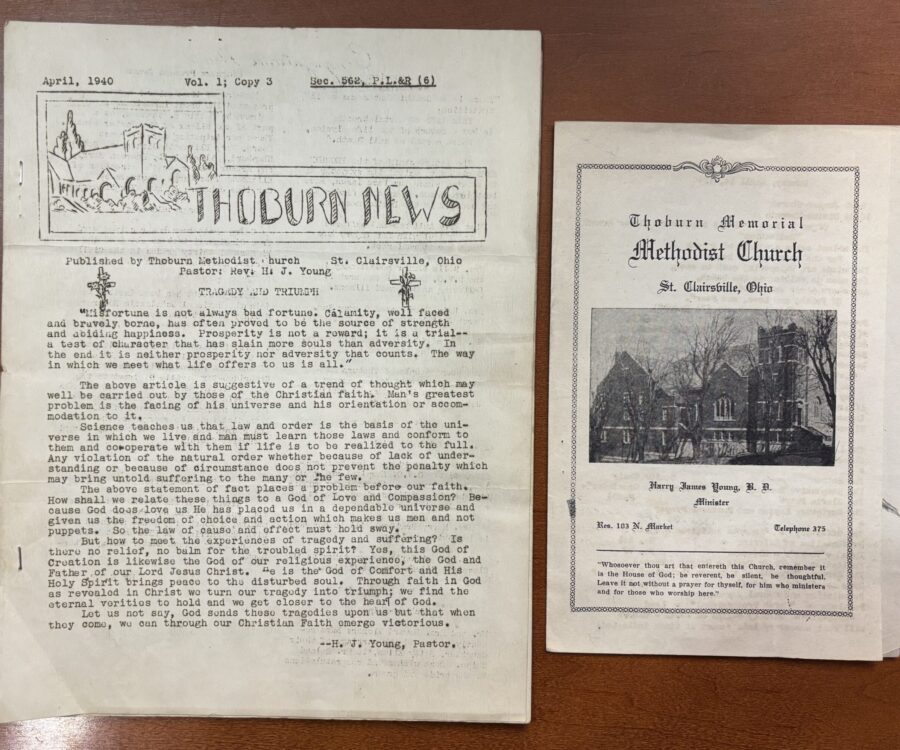 April, 1940 Vol. 1; Copy 3 Sec. 562, P.L.&R (6)
THOBURN NEWS
Published by Thoburn Methodist hurch St. Clairsville, Ohio
Pastor: Rev. H. J. Young
TRAGEDY AND TRIUMPH
"Misfortune is not always bad fortune. Calamity, well faced
and bravely borne, has often proved to be the source of strength
and abiding happiness. Prosperity is not a reward; it is a trial--
a test of character that has slain more souls than adversity. In
the end it is neither prosperity nor adversity that counts. The way
in which we meet what life offers to us is all."
The above article is suggestive of a trend of thought which may
well be carried out by those of the Christian faith. Man's greatest
problem is the facing of his universe and his orientation or accom-
modation to it.
Science teaches us that law and order is the basis of the uni-
verse in which we live and man must learn those laws and conform to
them and cooperate with them if life is to be realized to the full.
Any violation of the natural order whether because of lack of under-
standing or because of circumstance does not prevent the penalty which
may bring untold suffering to the many or the few.
The above statement of fact places a problem before our faith.
How shall we relate these things to a God of Love and Compassion? Be-
cause God does love us He has placed us in a dependable universe and
given us the freedom of choice and action which makes us men and not
puppets. So the law of cause and effect must hold sway.
But how to meet the experiences of tragedy and suffering? Is
there no relief, no balm for the troubled spirit? Yes, this God of
Creation is likewise the God of our religious experience, the God and
Father of our Lord Jesus Christ. He is the God of Comfort and His
Holy Spirit brings peace to the disturbed soul. Through faith in God
as revealed in Christ we turn our tragedy into triumph; we find the
eternal verities to hold and we get closer to the heart of God.
Let us not say, God sends these tragedies upon us but that when
they come, we can through our Christian Faith emerge victorious.
--H. J. Young, Pastor.
Thoburn Memorial
Methodist Church
St. Clairsville, Ohio
Harry James Young, B. D.
Minister
Res. 103 N. Market Telephone 375
"Whosoever thou art that entereth this Church, remember it
is the House of God; be reverent, be silent, be thoughtful.
Leave it not without a prayer for thyself, for him who ministers
and for those who worship here."